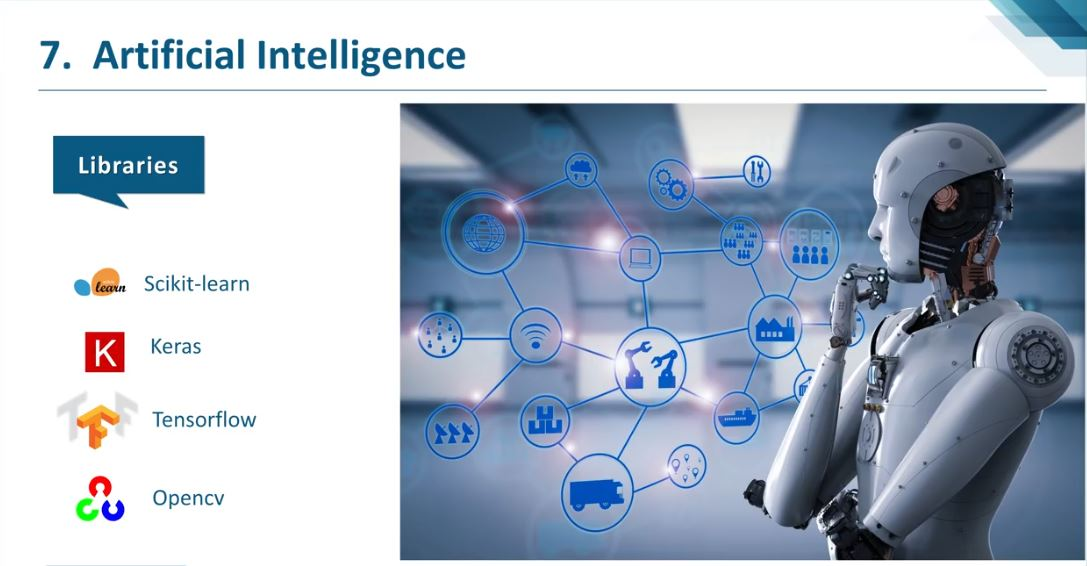 7. Artificial Intelligence
Libraries
learn Scikit-learn
K Keras
Tensorflow
Opencv